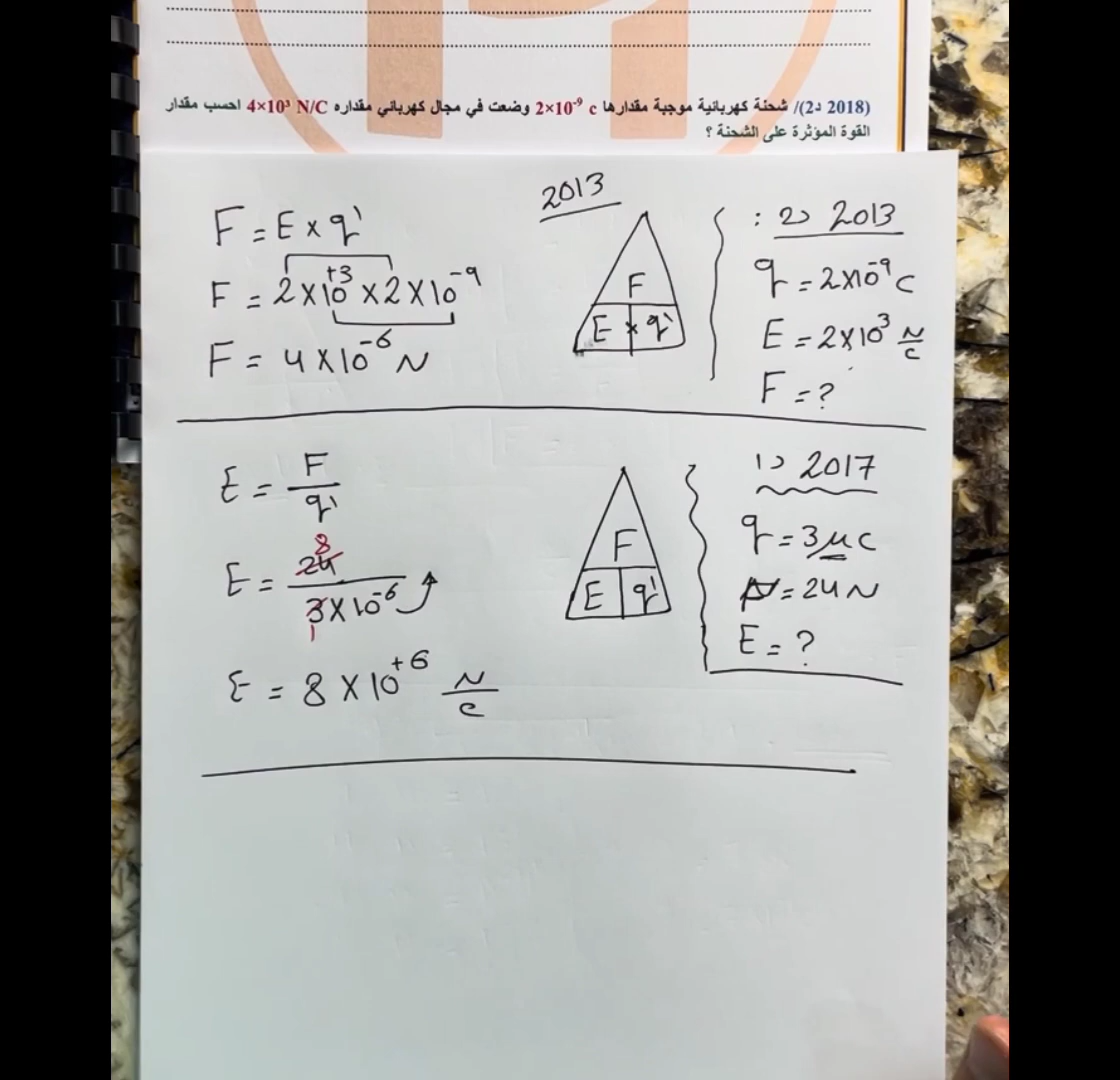 (2018 د2)/ شحنة كهربائية موجبة مقدارها 2×10⁻⁹ c وضعت في مجال كهربائي مقداره 4×10³ N/C احسب مقدار
القوة المؤثرة على الشحنة ؟
2013
F = E × q'
F = 2×10⁺³ × 2×10⁻⁹
F = 4×10⁻⁶ N
F
E × q'
2013 د2 :
q = 2×10⁻⁹ C
E = 2×10³ N/C
F = ?
E = F/q'
E = 24/3×10⁻⁶
8
1
E = 8×10⁺⁶ N/C
F
E q'
2017 د1
q = 3μC
= 24 N
E = ?